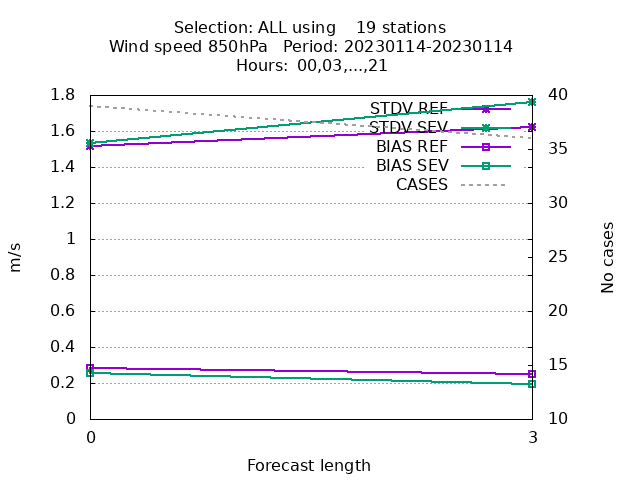 Selection: ALL using    19 stations
Wind speed 850hPa   Period: 20230114-20230114
Hours: 00,03,...,21
1.8
1.6
1.4
1.2
1
0.8
0.6
0.4
0.2
0
40
35
30
25
20
15
10
STDV REF
STDV SEV
BIAS REF
BIAS SEV
CASES
m/s
No cases
0
3
Forecast length